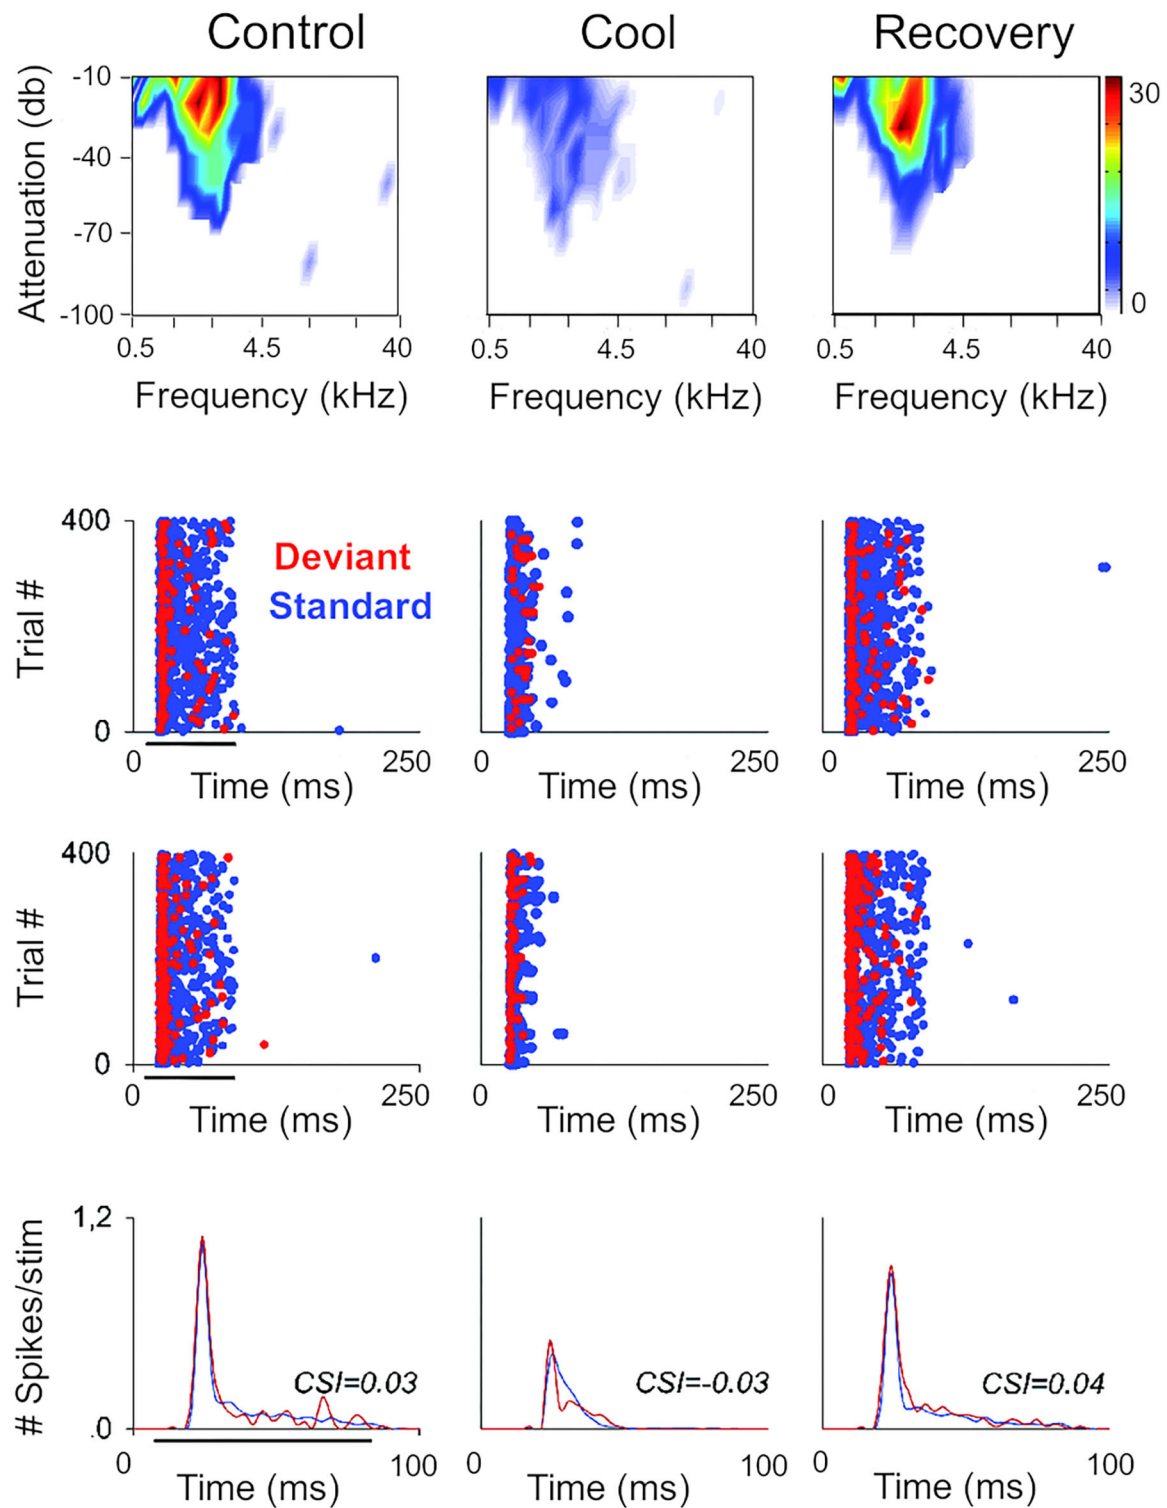 Control Cool Recovery
Attenuation (db)
-10
-40
-70
-100
30
0
0.5 4.5 40 0.5 4.5 40 0.5 4.5 40
Frequency (kHz) Frequency (kHz) Frequency (kHz)
Trial #
400
0
Deviant
Standard
0 250 0 250 0 250
Time (ms) Time (ms) Time (ms)
Trial #
400
0
0 250 0 250 0 250
Time (ms) Time (ms) Time (ms)
# Spikes/stim
1,2
.0
CSI=0.03 CSI=-0.03 CSI=0.04
0 100 0 100 0 100
Time (ms) Time (ms) Time (ms)